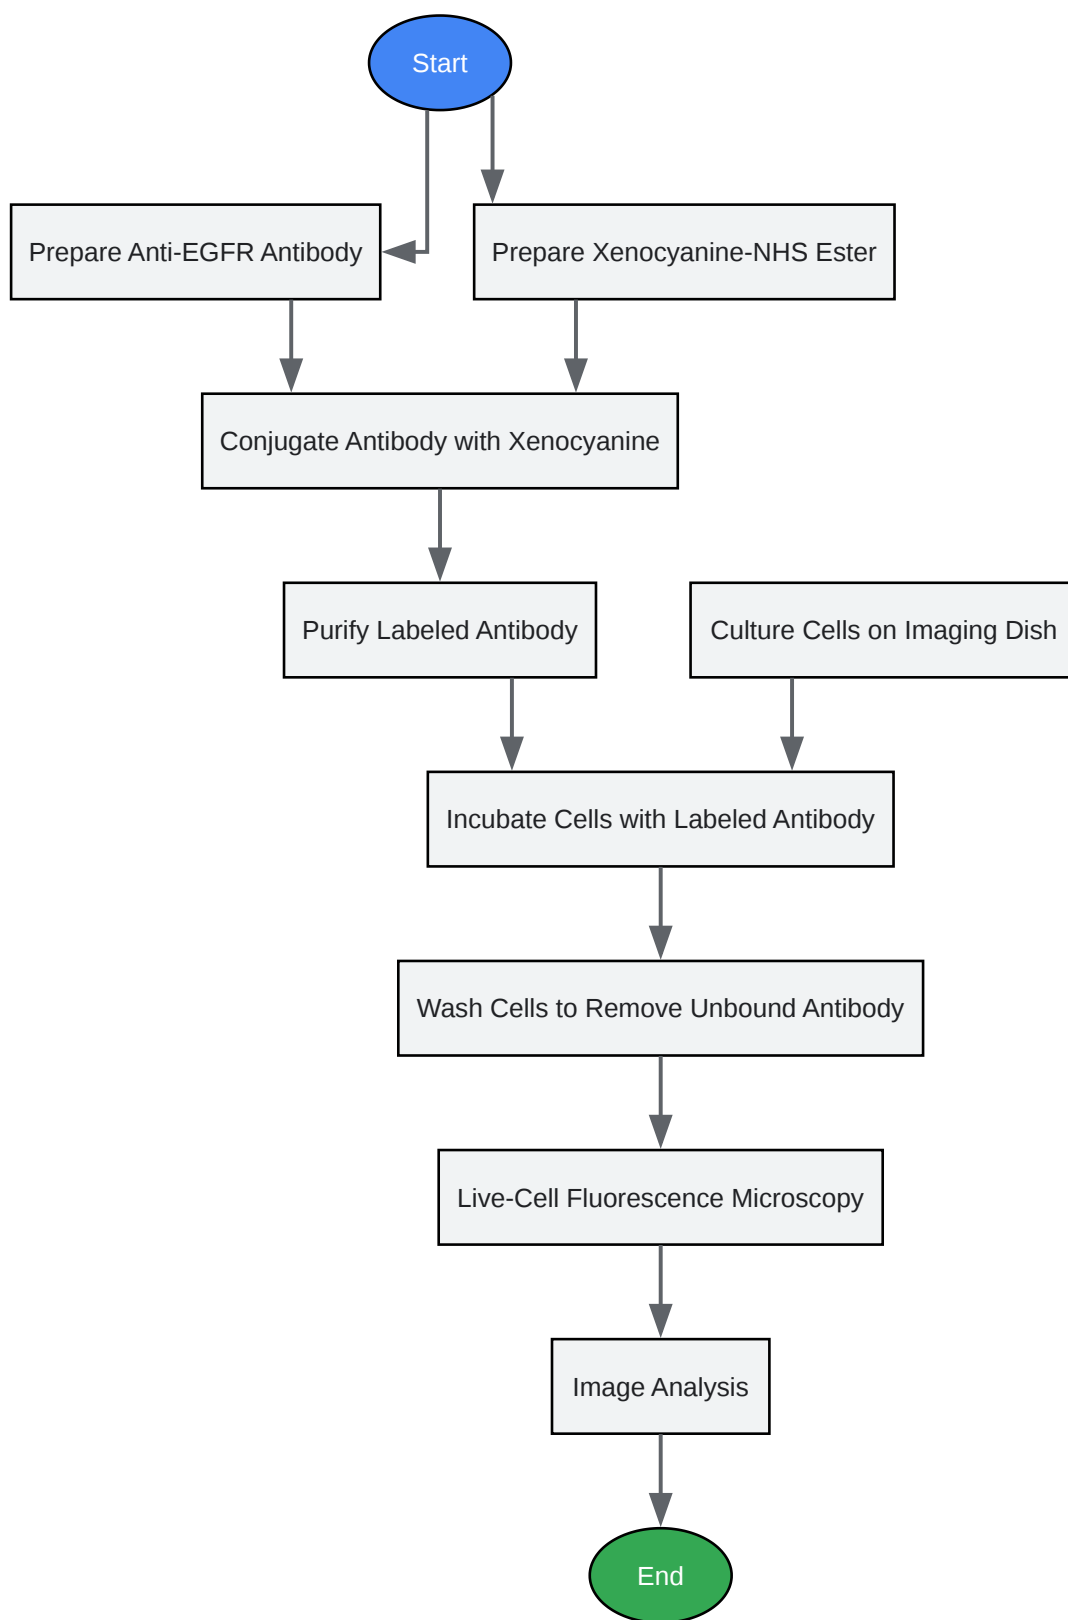 Start
Prepare Anti-EGFR Antibody
Prepare Xenocyanine-NHS Ester
Conjugate Antibody with Xenocyanine
Purify Labeled Antibody
Culture Cells on Imaging Dish
Incubate Cells with Labeled Antibody
Wash Cells to Remove Unbound Antibody
Live-Cell Fluorescence Microscopy
Image Analysis
End